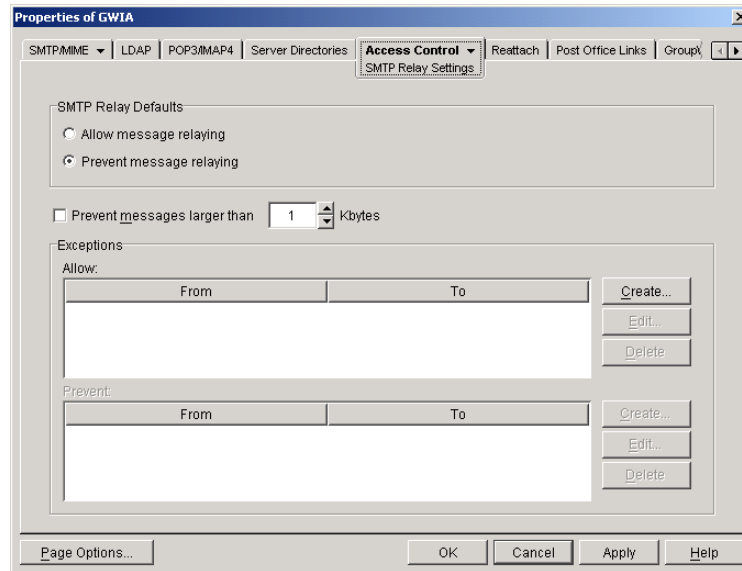 Properties of GWIA
SMTP/MIME LDAP POP3/IMAP4 Server Directories Access Control Reattach Post Office Links
SMTP Relay Settings
SMTP Relay Defaults
Allow message relaying
Prevent message relaying
Prevent messages larger than 1 Kbytes
Exceptions
Allow:
From To
Create...
Edit...
Delete
Prevent:
From To
Create...
Edit...
Delete
Page Options... OK Cancel Apply Help